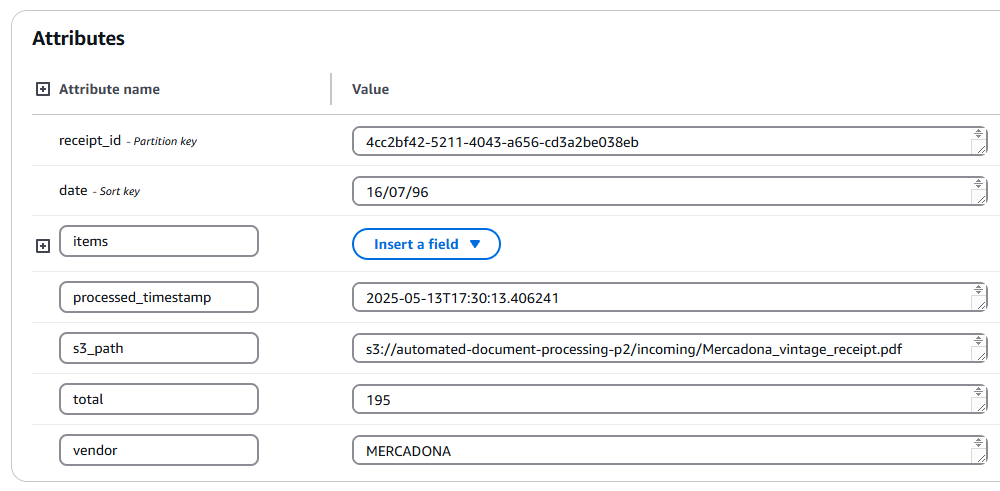 Attributes
Attribute name Value
receipt_id - Partition key 4cc2bf42-5211-4043-a656-cd3a2be038eb
date - Sort key 16/07/96
items Insert a field
processed_timestamp 2025-05-13T17:30:13.406241
s3_path s3://automated-document-processing-p2/incoming/Mercadona_vintage_receipt.pdf
total 195
vendor MERCADONA